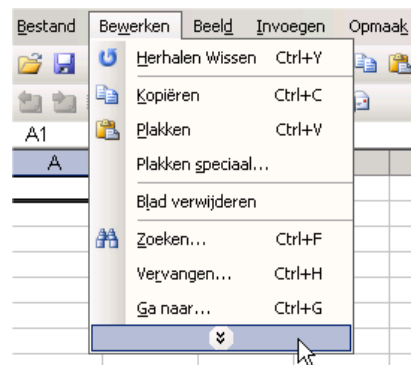 Bestand Bewerken Beeld Invoegen Opmaak
Herhalen Wissen Ctrl+Y
Kopiëren Ctrl+C
Plakken Ctrl+V
A1
Plakken speciaal...
A
Blad verwijderen
Zoeken... Ctrl+F
Vervangen... Ctrl+H
Ga naar... Ctrl+G